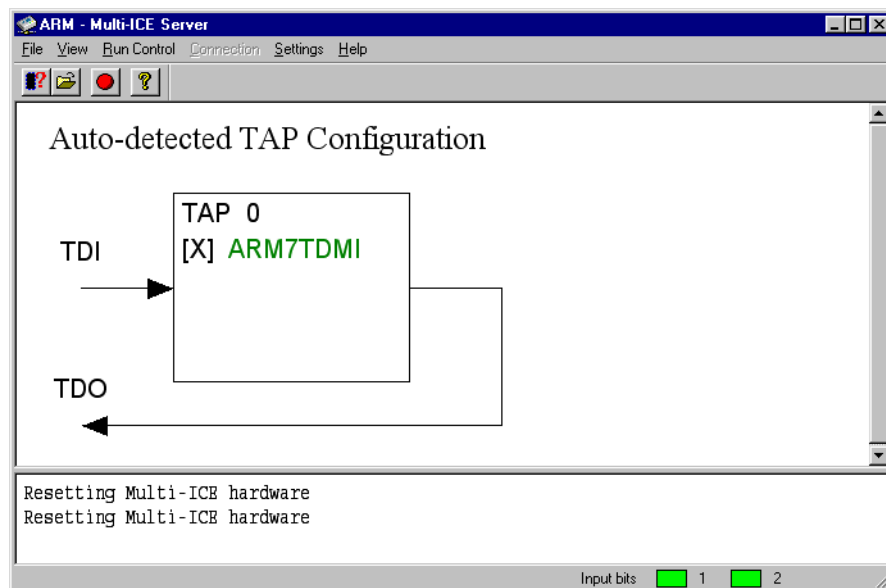 ARM - Multi-ICE Server
File View Run Control Connection Settings Help
Auto-detected TAP Configuration
TAP 0
TDI
[X] ARM7TDMI
TDO
Resetting Multi-ICE hardware
Resetting Multi-ICE hardware
Input bits 1 2